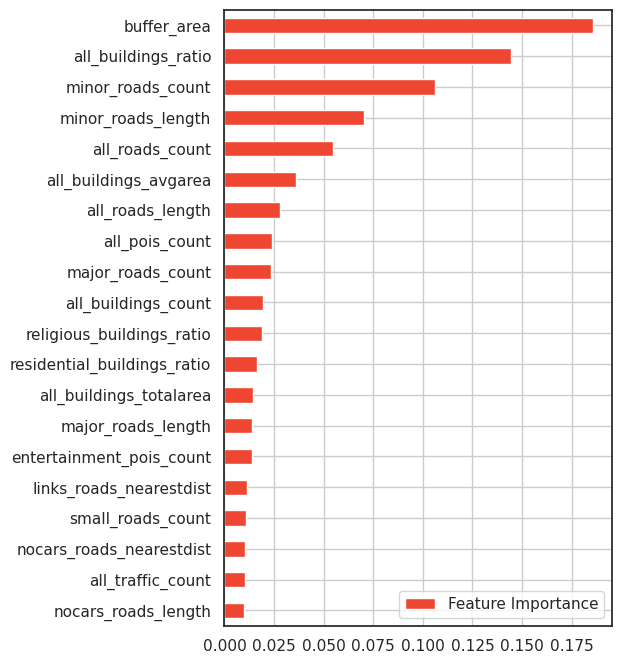 buffer_area
all_buildings_ratio
minor_roads_count
minor_roads_length
all_roads_count
all_buildings_avgarea
all_roads_length
all_pois_count
major_roads_count
all_buildings_count
religious_buildings_ratio
residential_buildings_ratio
all_buildings_totalarea
major_roads_length
entertainment_pois_count
links_roads_nearestdist
small_roads_count
nocars_roads_nearestdist
all_traffic_count
nocars_roads_length
Feature Importance
0.000 0.025 0.050 0.075 0.100 0.125 0.150 0.175